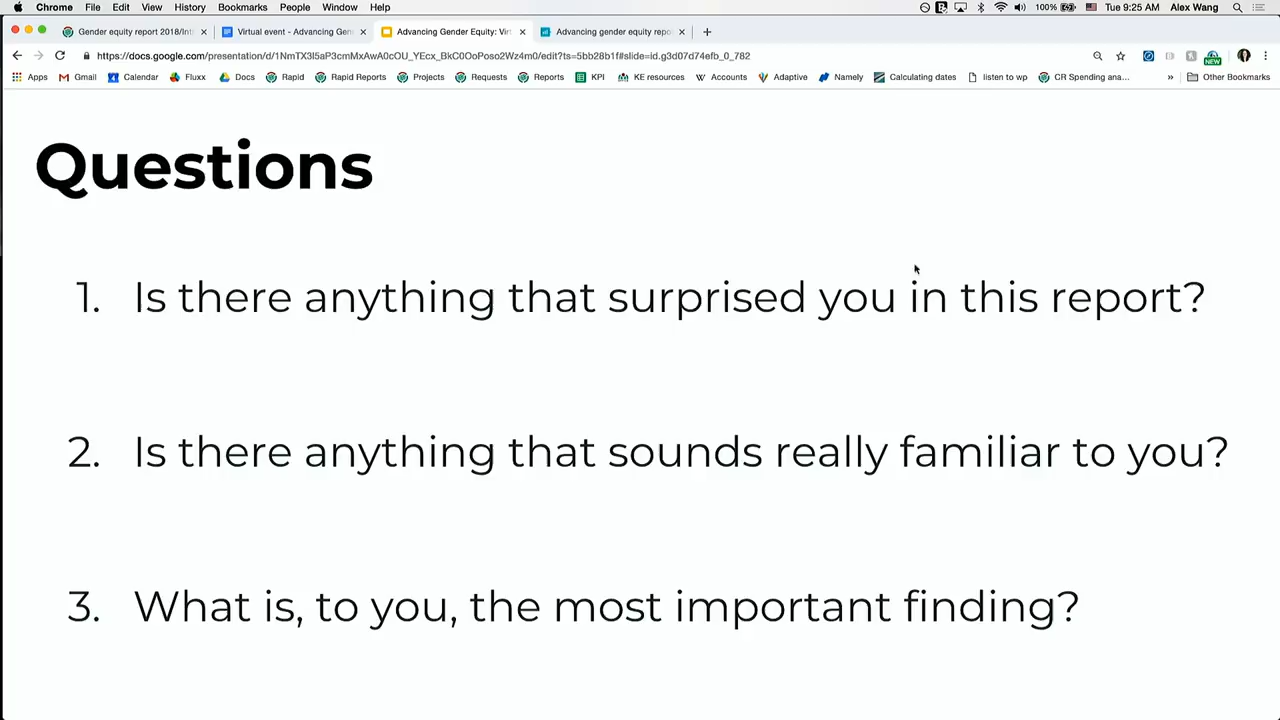 Chrome File Edit View History Bookmarks People Window Help 100% Tue 9:25 AM Alex Wang
Gender equity report 2018/Int × Virtual event - Advancing Gen × Advancing Gender Equity: Virt × Advancing gender equity repo × +
https://docs.google.com/presentation/d/1NmTX3I5aP3cmMxAwA0cOU_YEcx_BkC0OoPoso2Wz4m0/edit?ts=5bb28b1f#slide=id.g3d07d74efb_0_782 NEW
Apps Gmail Calendar Fluxx Docs Rapid Rapid Reports Projects Requests Reports KPI KE resources Accounts Adaptive Namely Calculating dates listen to wp CR Spending ana... » Other Bookmarks
Questions
1. Is there anything that surprised you in this report?
2. Is there anything that sounds really familiar to you?
3. What is, to you, the most important finding?